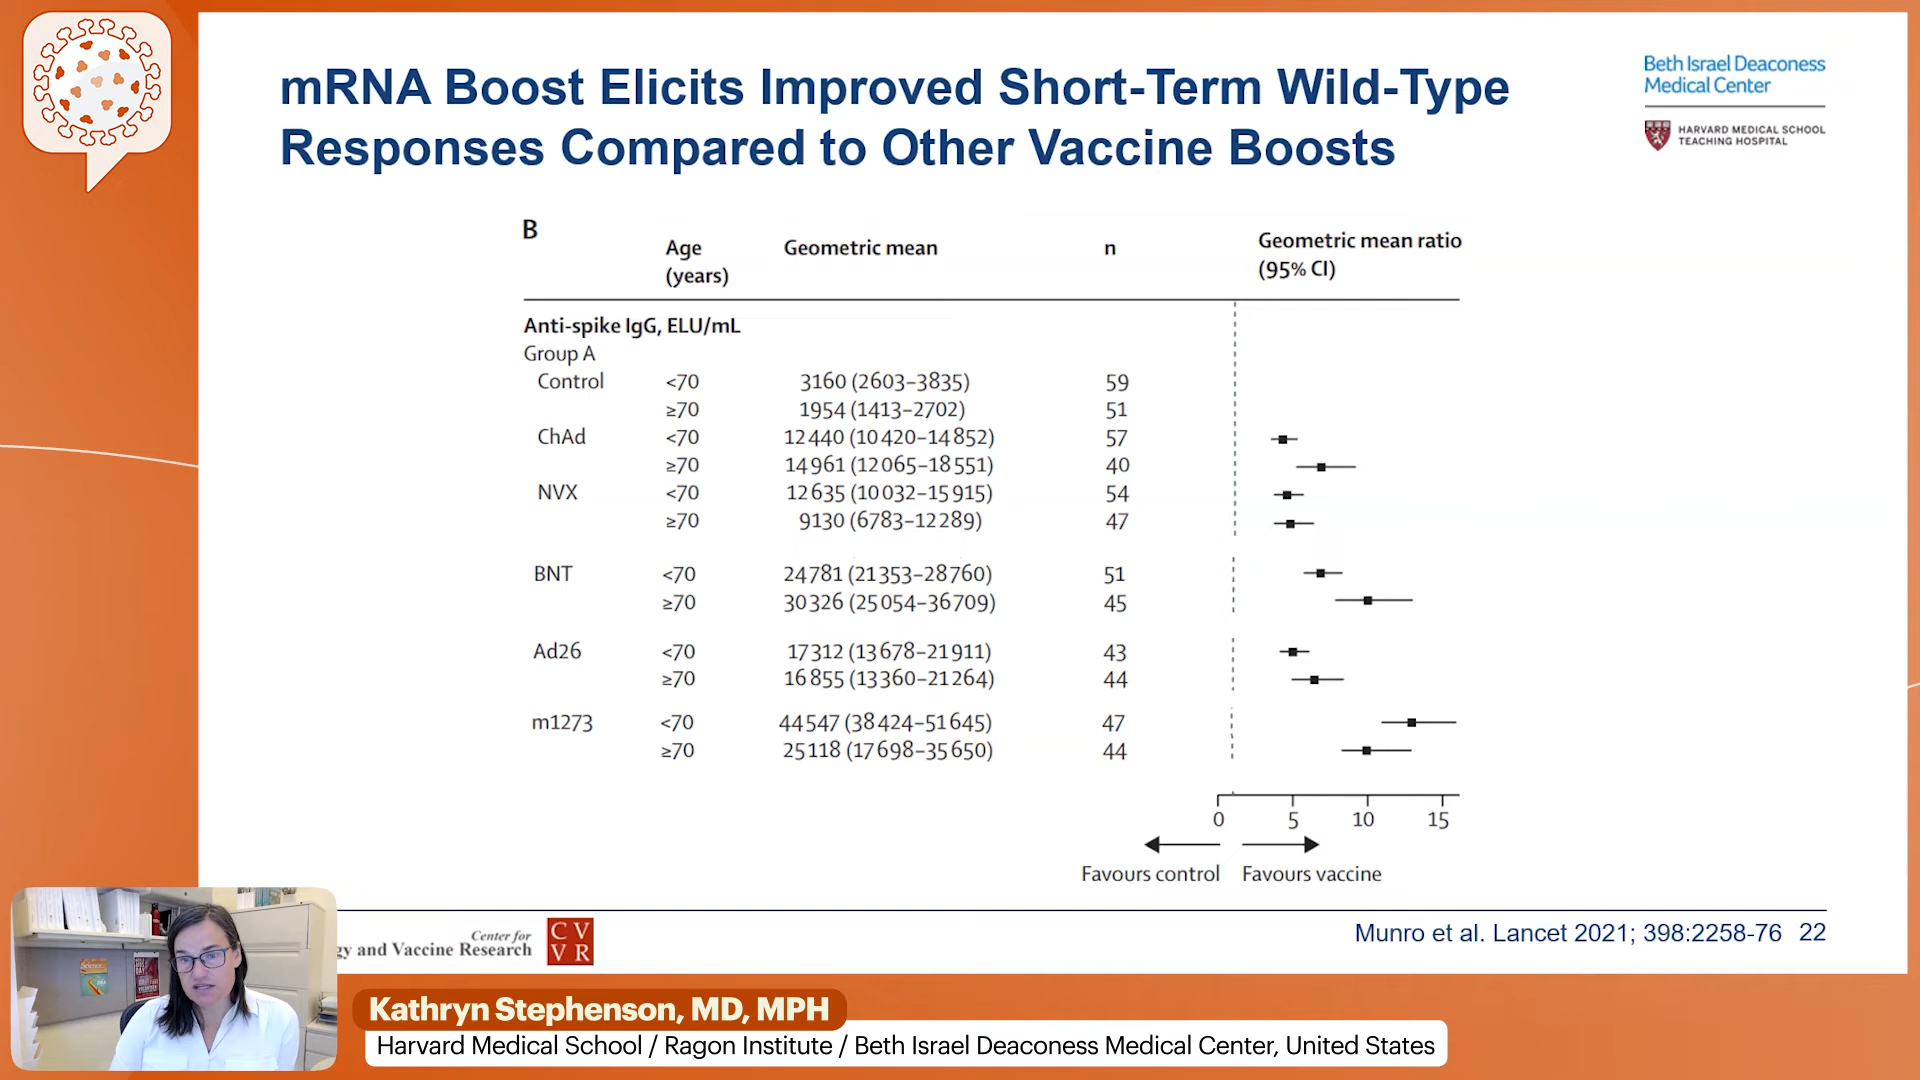 mRNA Boost Elicits Improved Short-Term Wild-Type
Responses Compared to Other Vaccine Boosts
Beth Israel Deaconess
Medical Center
HARVARD MEDICAL SCHOOL
TEACHING HOSPITAL
B
Age (years) Geometric mean n Geometric mean ratio (95% CI)
Anti-spike IgG, ELU/mL
Group A
Control <70 3160 (2603–3835) 59
≥70 1954 (1413–2702) 51
ChAd <70 12 440 (10 420–14 852) 57
≥70 14 961 (12 065–18 551) 40
NVX <70 12 635 (10 032–15 915) 54
≥70 9130 (6783–12 289) 47
BNT <70 24 781 (21 353–28 760) 51
≥70 30 326 (25 054–36 709) 45
Ad26 <70 17 312 (13 678–21 911) 43
≥70 16 855 (13 360–21 264) 44
m1273 <70 44 547 (38 424–51 645) 47
≥70 25 118 (17 698–35 650) 44
0 5 10 15
Favours control Favours vaccine
Center for
gy and Vaccine Research
CV
VR
Munro et al. Lancet 2021; 398:2258-76 22
Kathryn Stephenson, MD, MPH
Harvard Medical School / Ragon Institute / Beth Israel Deaconess Medical Center, United States